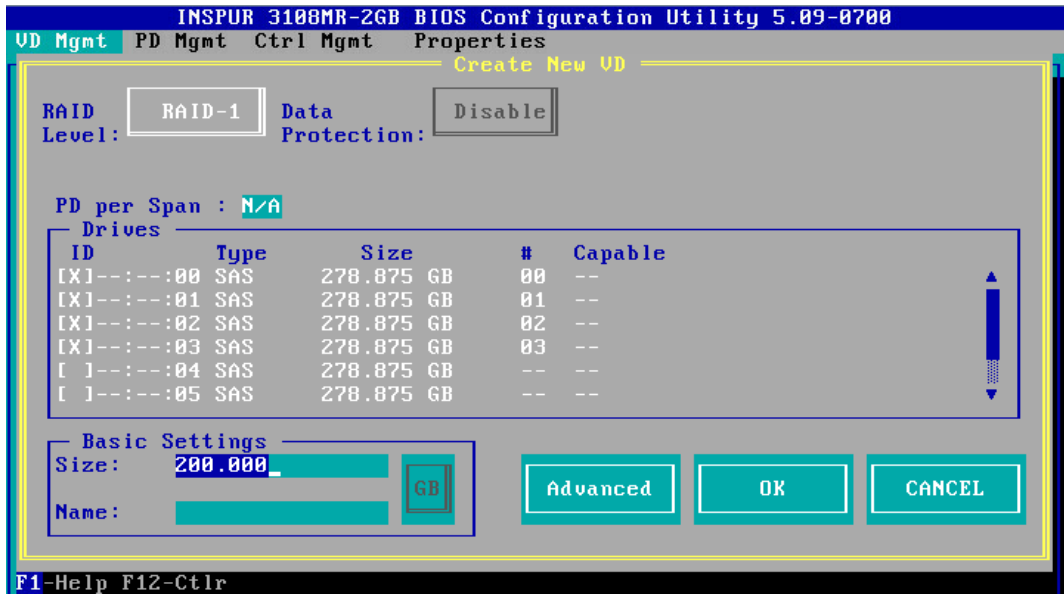 INSPUR 3108MR-2GB BIOS Configuration Utility 5.09-0700
VD Mgmt PD Mgmt Ctrl Mgmt Properties
Create New VD
RAID Level: RAID-1 Data Protection: Disable
PD per Span : N/A
Drives
ID Type Size # Capable
[X]--:--:00 SAS 278.875 GB 00 --
[X]--:--:01 SAS 278.875 GB 01 --
[X]--:--:02 SAS 278.875 GB 02 --
[X]--:--:03 SAS 278.875 GB 03 --
[ ]--:--:04 SAS 278.875 GB -- --
[ ]--:--:05 SAS 278.875 GB -- --
Basic Settings
Size: 200.000_ GB
Name:
Advanced OK CANCEL
F1-Help F12-Ctlr